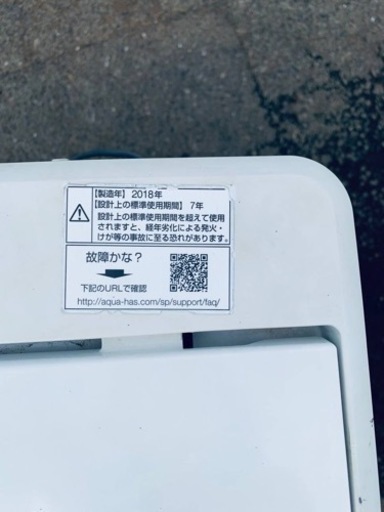 【製造年】2018年
【設計上の標準使用期間】7年
設計上の標準使用期間を超えて使用
されますと、経年劣化による発火・
けが等の事故に至る恐れがあります。
故障かな?
下記のURLで確認
http://aqua-has.com/sp/support/faq/